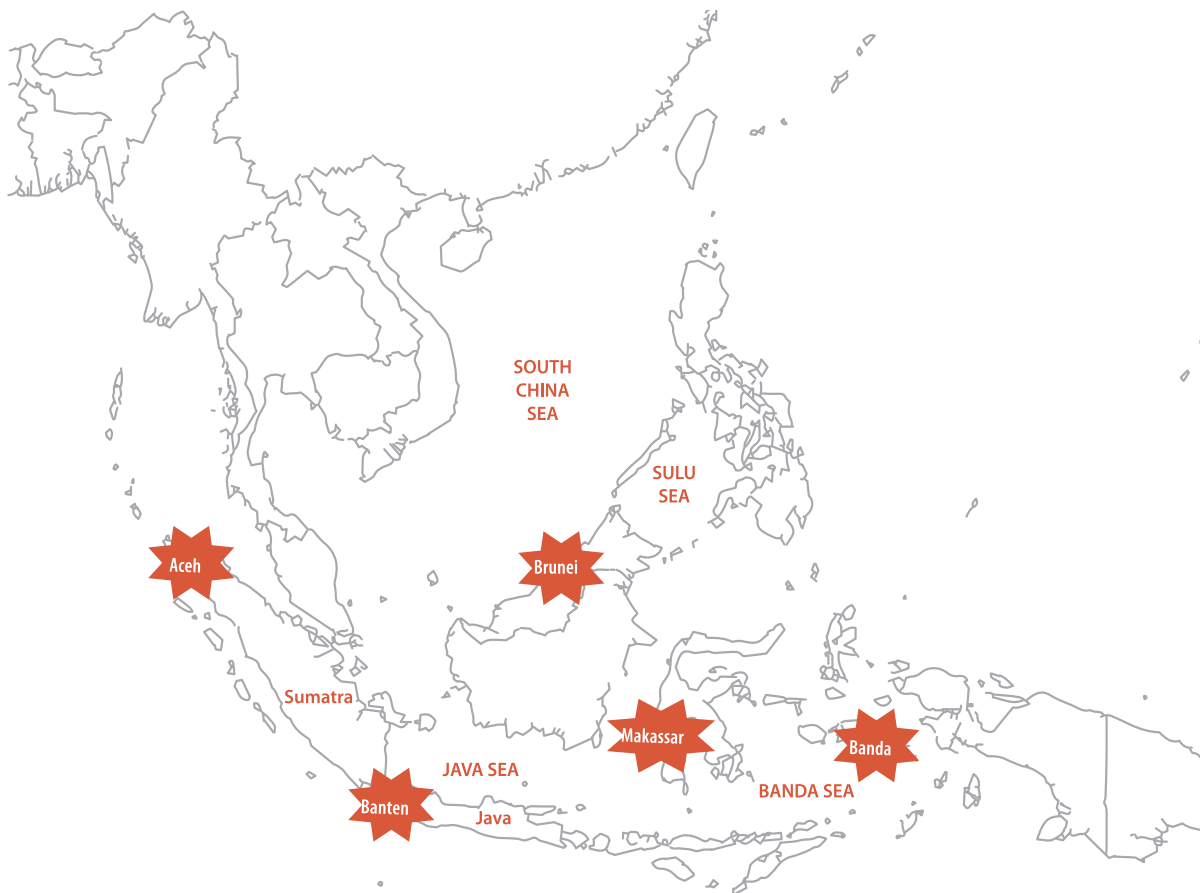 SOUTH
CHINA
SEA
SULU
SEA
Aceh
Brunei
Sumatra
Makassar
Banda
JAVA SEA
BANDA SEA
Banten
Java